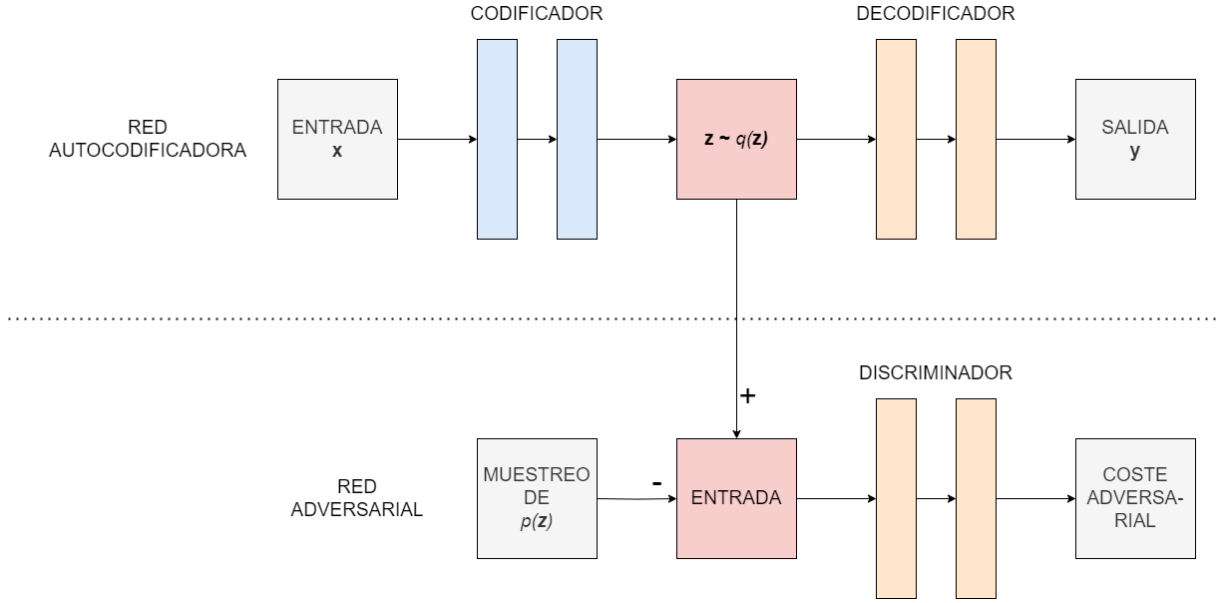 CODIFICADOR
DECODIFICADOR
RED
AUTOCODIFICADORA
ENTRADA
x
z ~ q(z)
SALIDA
y
+
DISCRIMINADOR
RED
ADVERSARIAL
MUESTREO
DE
p(z)
-
ENTRADA
COSTE
ADVERSA-
RIAL